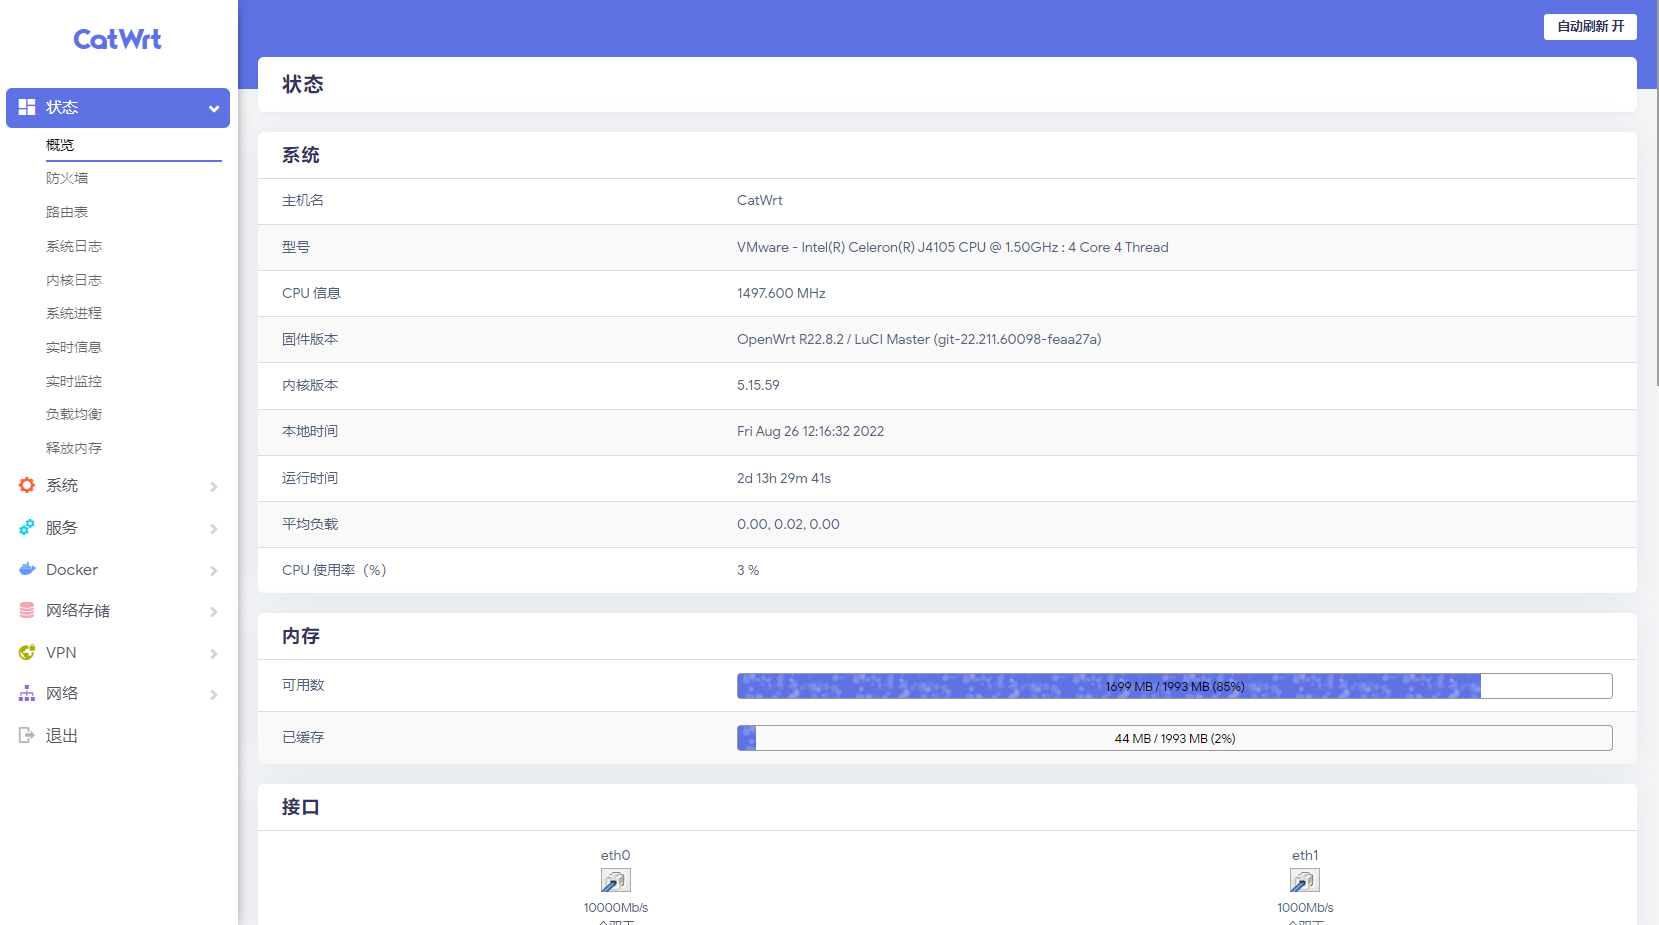 CatWrt
自动刷新 开
状态
概览
防火墙
路由表
系统日志
内核日志
系统进程
实时信息
实时监控
负载均衡
释放内存
系统
服务
Docker
网络存储
VPN
网络
退出
状态
系统
主机名 CatWrt
型号 VMware - Intel(R) Celeron(R) J4105 CPU @ 1.50GHz : 4 Core 4 Thread
CPU 信息 1497.600 MHz
固件版本 OpenWrt R22.8.2 / LuCI Master (git-22.211.60098-feaa27a)
内核版本 5.15.59
本地时间 Fri Aug 26 12:16:32 2022
运行时间 2d 13h 29m 41s
平均负载 0.00, 0.02, 0.00
CPU 使用率（%） 3 %
内存
可用数 1699 MB / 1993 MB (85%)
已缓存 44 MB / 1993 MB (2%)
接口
eth0 eth1
10000Mb/s 1000Mb/s